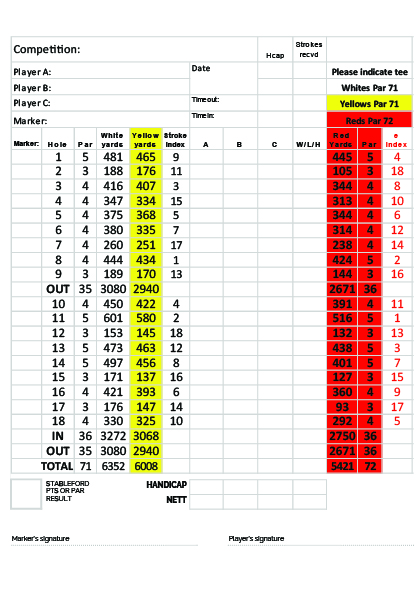 Competition: Hcap Strokes recvd
Player A: Date Please indicate tee
Player B: Whites Par 71
Player C: Timeout: Yellows Par 71
Marker: Timein: Reds Par 72
Marker: Hole Par White yards Yellow yards Stroke Index A B C W/L/H Red Yards Par e Index
1 5 481 465 9 445 5 4
2 3 188 176 11 105 3 18
3 4 416 407 3 344 4 8
4 4 347 334 15 313 4 10
5 4 375 368 5 344 4 6
6 4 380 335 7 314 4 12
7 4 260 251 17 238 4 14
8 4 444 434 1 424 5 2
9 3 189 170 13 144 3 16
OUT 35 3080 2940 2671 36
10 4 450 422 4 391 4 11
11 5 601 580 2 516 5 1
12 3 153 145 18 132 3 13
13 5 473 463 12 438 5 3
14 5 497 456 8 401 5 7
15 3 171 137 16 127 3 15
16 4 421 393 6 360 4 9
17 3 176 147 14 93 3 17
18 4 330 325 10 292 4 5
IN 36 3272 3068 2750 36
OUT 35 3080 2940 2671 36
TOTAL 71 6352 6008 5421 72
STABLEFORD PTS OR PAR RESULT
HANDICAP
NETT
Marker's signature Player's signature